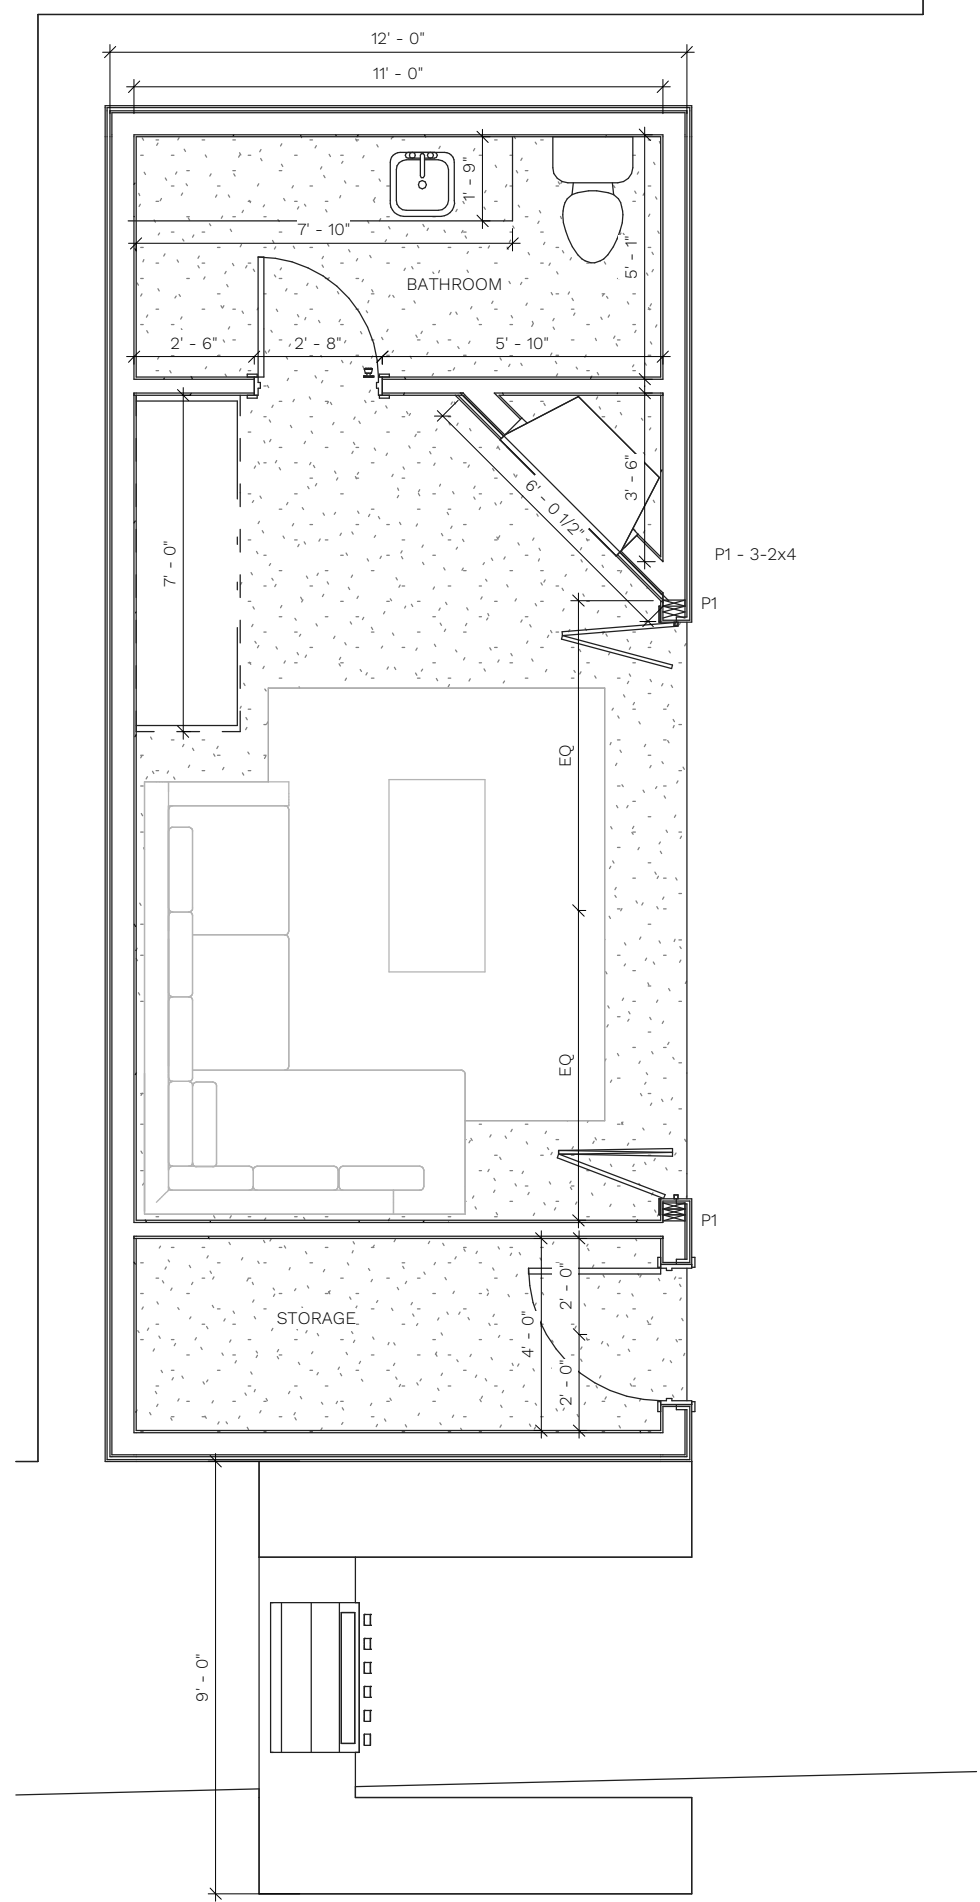 12' - 0"
11' - 0"
1' - 9"
7' - 10"
5' - 1"
BATHROOM
2' - 6"
2' - 8"
5' - 10"
3' - 6"
6' - 0 1/2"
7' - 0"
P1 - 3-2x4
P1
EQ
EQ
P1
2' - 0"
STORAGE
4' - 0"
2' - 0"
9' - 0"